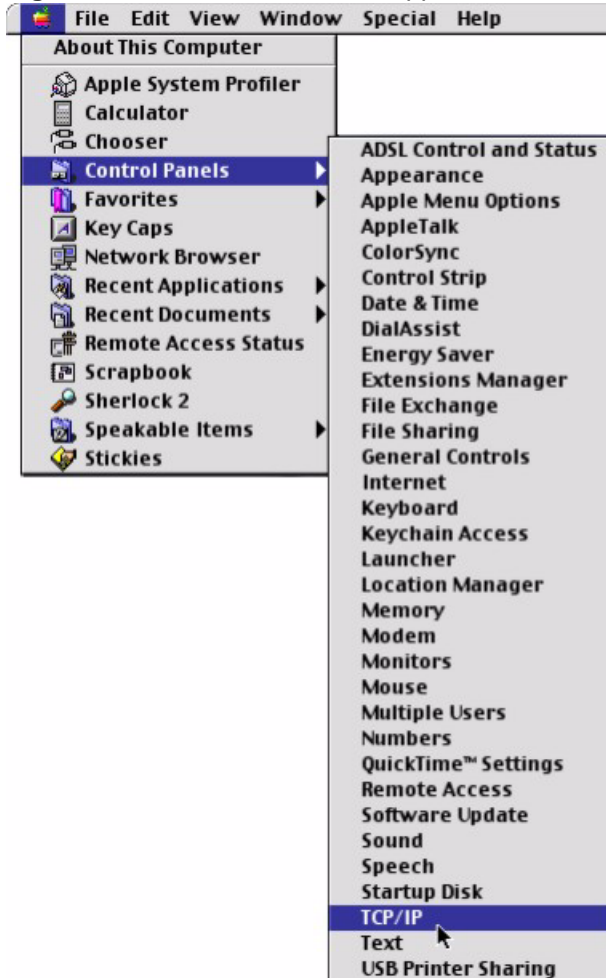 File Edit View Window Special Help
About This Computer
Apple System Profiler
Calculator
Chooser
Control Panels
Favorites
Key Caps
Network Browser
Recent Applications
Recent Documents
Remote Access Status
Scrapbook
Sherlock 2
Speakable Items
Stickies
ADSL Control and Status
Appearance
Apple Menu Options
AppleTalk
ColorSync
Control Strip
Date & Time
DialAssist
Energy Saver
Extensions Manager
File Exchange
File Sharing
General Controls
Internet
Keyboard
Keychain Access
Launcher
Location Manager
Memory
Modem
Monitors
Mouse
Multiple Users
Numbers
QuickTime™ Settings
Remote Access
Software Update
Sound
Speech
Startup Disk
TCP/IP
Text
USB Printer Sharing